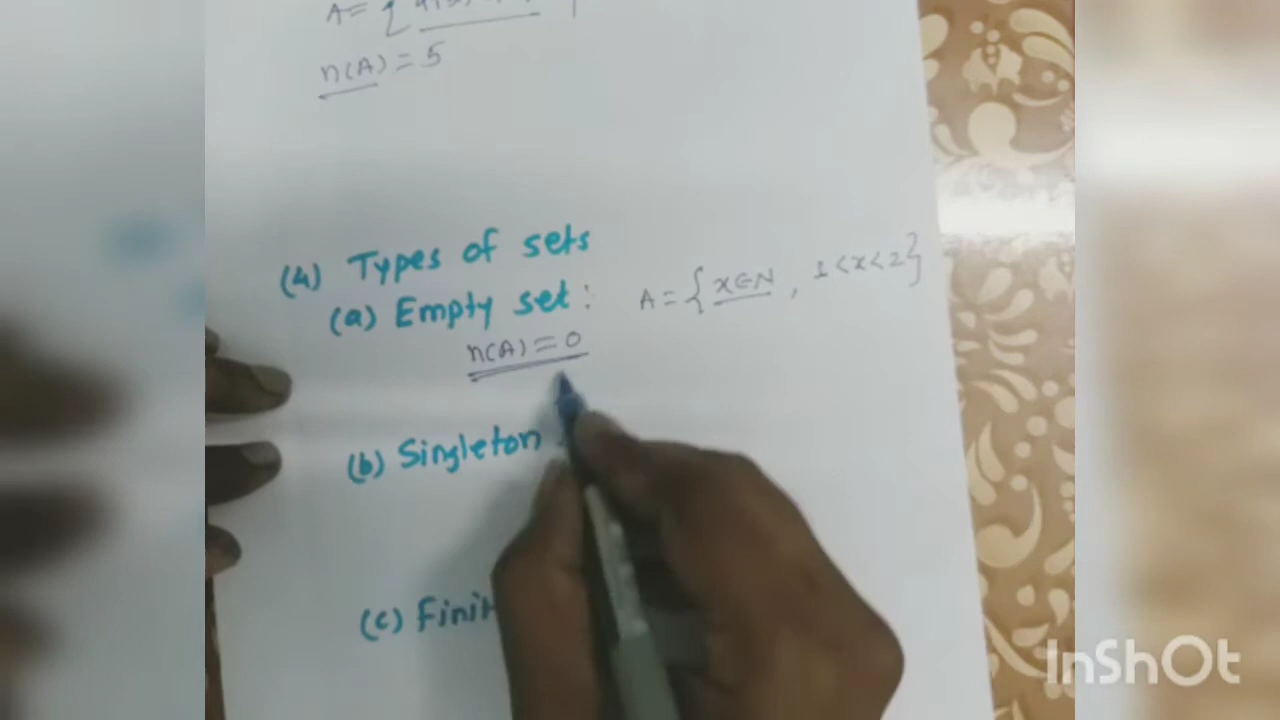 A = {
n(A) = 5
(4) Types of sets
(a) Empty set : A = { x∈N , 1<x<2}
n(A) = 0
(b) Singleton :
(c) Finit
InShOt